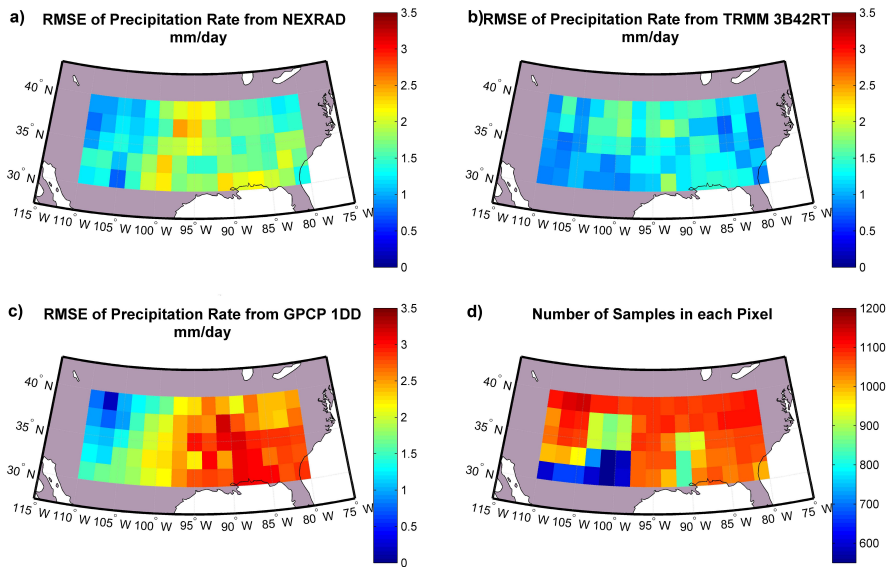 a) RMSE of Precipitation Rate from NEXRAD
mm/day
40° N
35° N
30° N
115° W
110° W
105° W
100° W
95° W
90° W
85° W
80° W
75° W
3.5
3
2.5
2
1.5
1
0.5
0
b) RMSE of Precipitation Rate from TRMM 3B42RT
mm/day
40° N
35° N
30° N
115° W
110° W
105° W
100° W
95° W
90° W
85° W
80° W
75° W
3.5
3
2.5
2
1.5
1
0.5
0
c) RMSE of Precipitation Rate from GPCP 1DD
mm/day
40° N
35° N
30° N
115° W
110° W
105° W
100° W
95° W
90° W
85° W
80° W
75° W
3.5
3
2.5
2
1.5
1
0.5
0
d) Number of Samples in each Pixel
40° N
35° N
30° N
115° W
110° W
105° W
100° W
95° W
90° W
85° W
80° W
75° W
1200
1100
1000
900
800
700
600